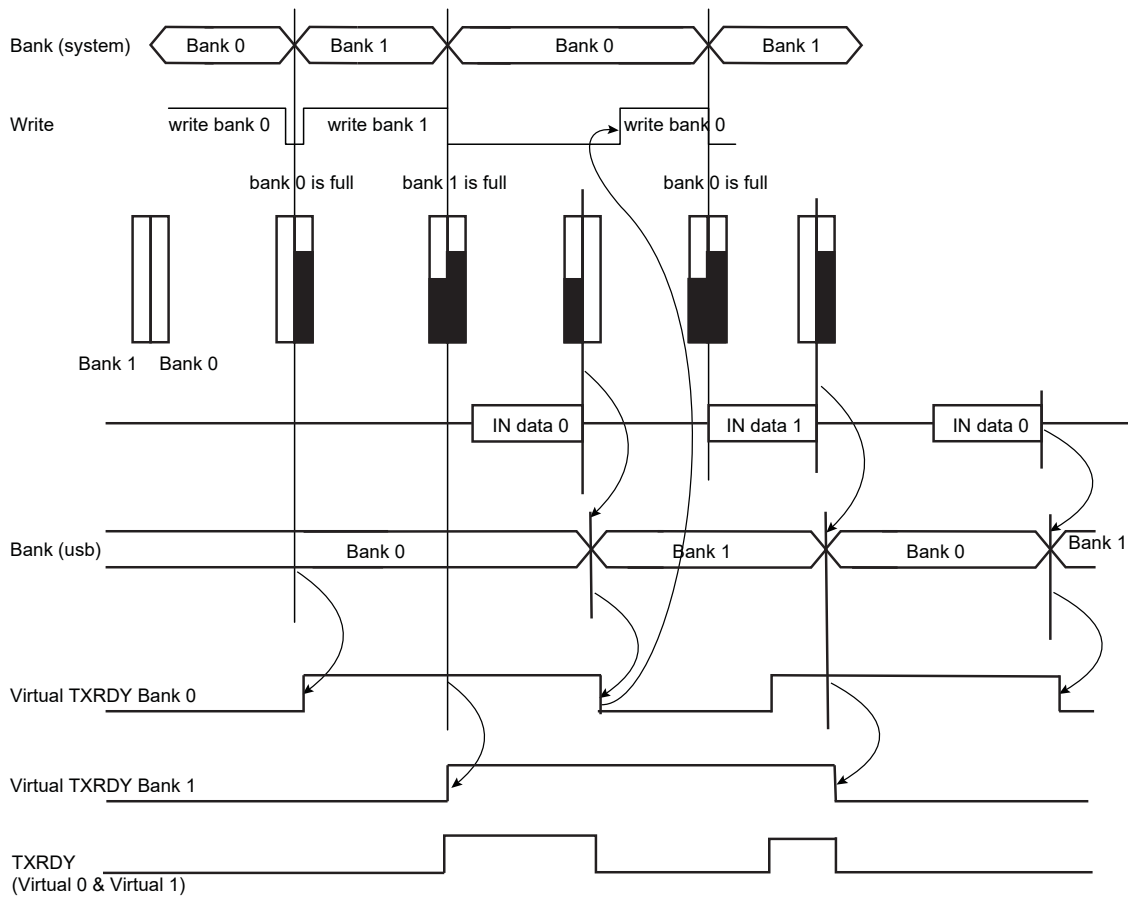 Bank (system)
Bank 0
Bank 1
Bank 0
Bank 1
Write
write bank 0
write bank 1
write bank 0
bank 0 is full
bank 1 is full
bank 0 is full
Bank 1
Bank 0
IN data 0
IN data 1
IN data 0
Bank (usb)
Bank 0
Bank 1
Bank 0
Bank 1
Virtual TXRDY Bank 0
Virtual TXRDY Bank 1
TXRDY
(Virtual 0 & Virtual 1)